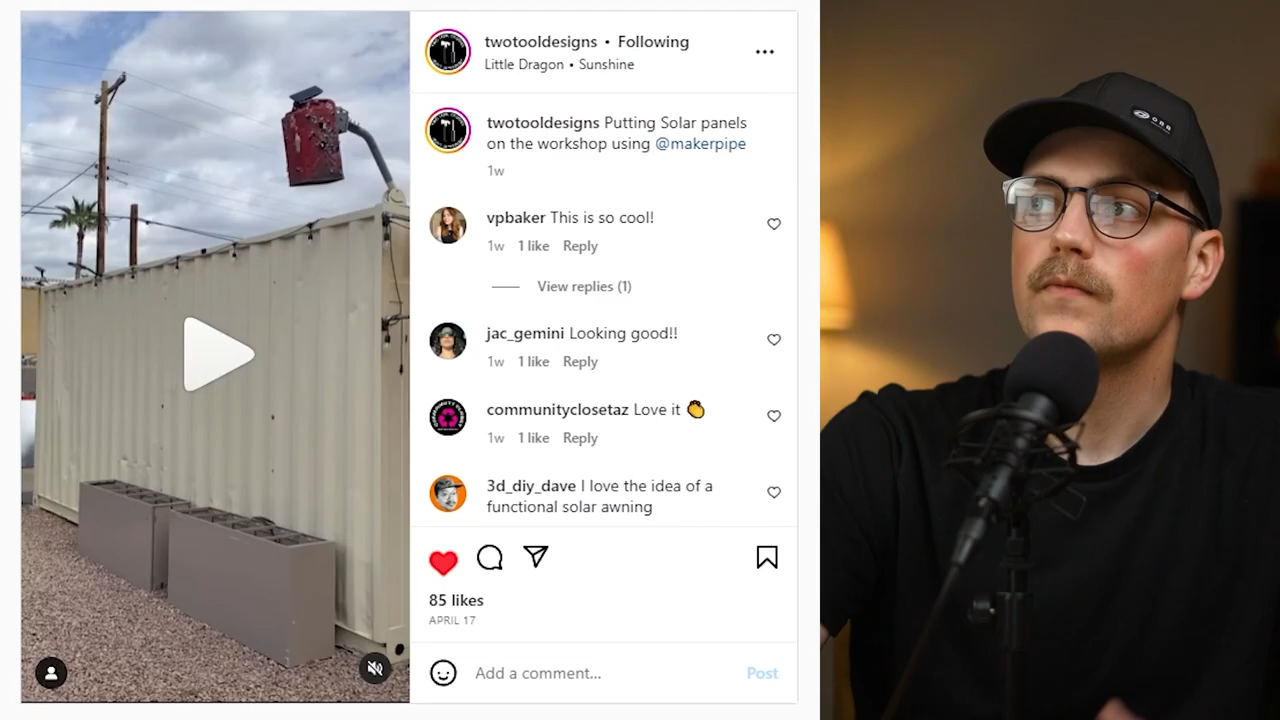 twotooldesigns • Following
Little Dragon • Sunshine
twotooldesigns Putting Solar panels
on the workshop using @makerpipe
1w
vpbaker This is so cool!
1w 1 like Reply
View replies (1)
jac_gemini Looking good!!
1w 1 like Reply
communityclosetaz Love it 👏
1w 1 like Reply
3d_diy_dave I love the idea of a
functional solar awning
85 likes
APRIL 17
Add a comment... Post
ORB